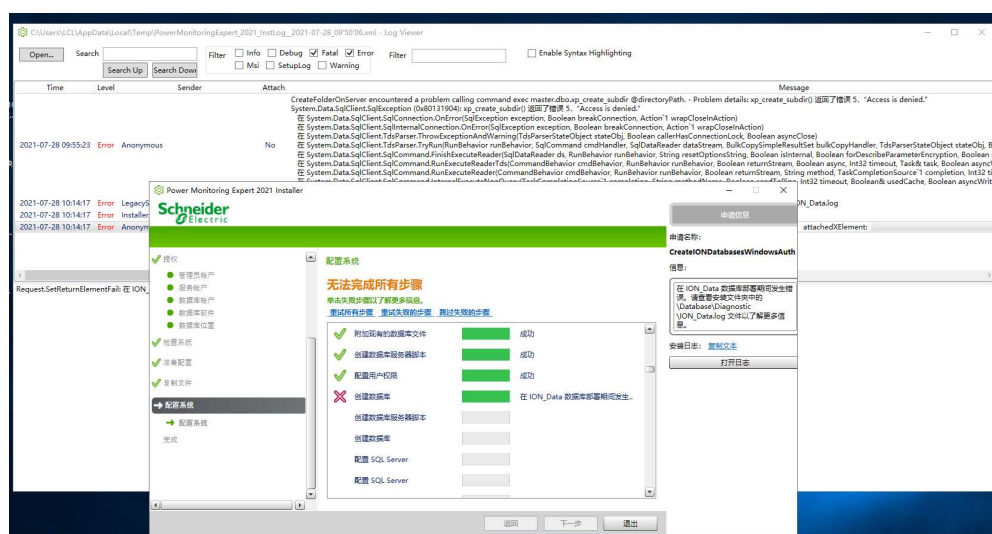 C:\Users\LCL\AppData\Local\Temp\PowerMonitoringExpert_2021_InstLog__2021-07-28_09'50'06.xml - Log Viewer
Open... Search Filter Info Debug Fatal Error Filter Enable Syntax Highlighting
Search Up Search Down Msi SetupLog Warning
Time Level Sender Attach Message
CreateFolderOnServer encountered a problem calling command exec master.dbo.xp_create_subdir @directoryPath. - Problem details: xp_create_subdir() 返回了错误 5，"Access is denied."
System.Data.SqlClient.SqlException (0x80131904): xp_create_subdir() 返回了错误 5，"Access is denied."
在 System.Data.SqlClient.SqlConnection.OnError(SqlException exception, Boolean breakConnection, Action`1 wrapCloseInAction)
在 System.Data.SqlClient.SqlInternalConnection.OnError(SqlException exception, Boolean breakConnection, Action`1 wrapCloseInAction)
在 System.Data.SqlClient.TdsParser.ThrowExceptionAndWarning(TdsParserStateObject stateObj, Boolean callerHasConnectionLock, Boolean asyncClose)
2021-07-28 09:55:23 Error Anonymous No 在 System.Data.SqlClient.TdsParser.TryRun(RunBehavior runBehavior, SqlCommand cmdHandler, SqlDataReader dataStream, BulkCopySimpleResultSet bulkCopyHandler, TdsParserStateObject stateObj, B
在 System.Data.SqlClient.SqlCommand.FinishExecuteReader(SqlDataReader ds, RunBehavior runBehavior, String resetOptionsString, Boolean isInternal, Boolean forDescribeParameterEncryption, Boolean
在 System.Data.SqlClient.SqlCommand.RunExecuteReaderTds(CommandBehavior cmdBehavior, RunBehavior runBehavior, Boolean returnStream, Boolean async, Int32 timeout, Task& task, Boolean async
在 System.Data.SqlClient.SqlCommand.RunExecuteReader(CommandBehavior cmdBehavior, RunBehavior runBehavior, Boolean returnStream, String method, TaskCompletionSource`1 completion, Int32 ti
Int32 timeout, Boolean& usedCache, Boolean asyncWrit
2021-07-28 10:14:17 Error LegacyS
ON_Data.log
2021-07-28 10:14:17 Error Installer
2021-07-28 10:14:17 Error Anonym
attachedXElement:
Request.SetReturnElementFail: 在 ION_
Power Monitoring Expert 2021 Installer
Schneider
Electric
授权
管理员帐户
服务帐户
数据库帐户
数据库软件
数据库位置
检查系统
准备配置
复制文件
配置系统
配置系统
完成
配置系统
无法完成所有步骤
单击失败步骤以了解更多信息。
重试所有步骤 重试失败的步骤 跳过失败的步骤
附加现有的数据库文件 成功
创建数据库服务器脚本 成功
配置用户权限 成功
创建数据库 在 ION_Data 数据库部署期间发生..
创建数据库服务器脚本
创建数据库
配置 SQL Server
配置 SQL Server
申请信息
申请名称:
CreateIONDatabasesWindowsAuth
信息:
在 ION_Data 数据库部署期间发生错
误。请查看安装文件夹中的
\Database\Diagnostic
\ION_Data.log 文件以了解更多信
息。
安装日志: 复制文本
打开日志
返回 下一步 退出